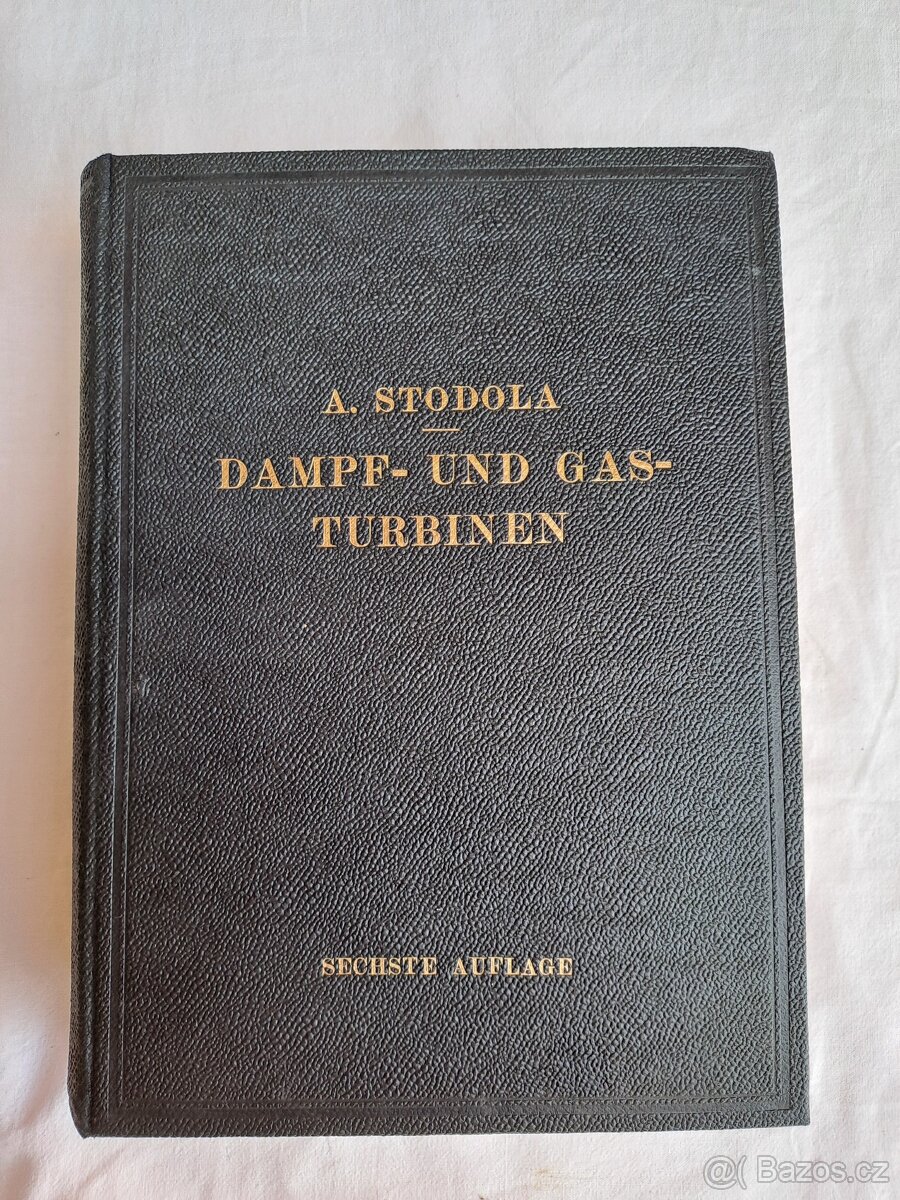 A. STODOLA
DAMPF- UND GAS-
TURBINEN
SECHSTE AUFLAGE
@( Bazos.cz